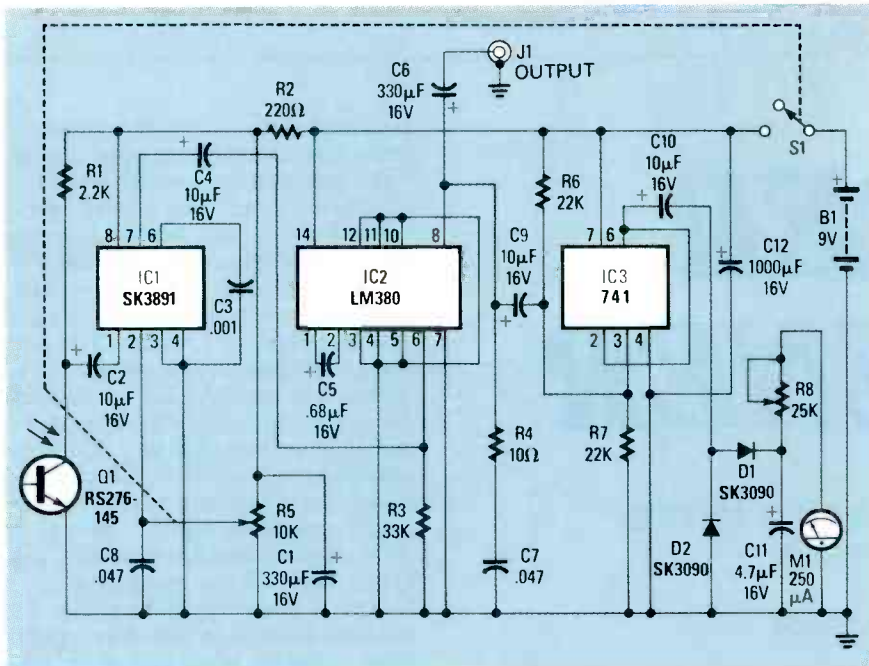 J1
OUTPUT
C6
330µF
16V
R2
220Ω
S1
R1
2.2K
C4
10µF
16V
C10
10µF
16V
R6
22K
B1
9V
8 7 6
14 12 11 10 8
7 6
C9
10µF
16V
C12
1000µF
16V
IC1
SK3891
C3
.001
IC2
LM380
IC3
741
1 2 3 4
1 2 3 4 5 6 7
2 3 4
C2
10µF
16V
C5
.68µF
16V
R8
25K
R4
10Ω
R7
22K
D1
SK3090
Q1
RS276-
145
R5
10K
R3
33K
C8
.047
C1
330µF
16V
C7
.047
D2
SK3090
C11
4.7µF
16V
M1
250
µA